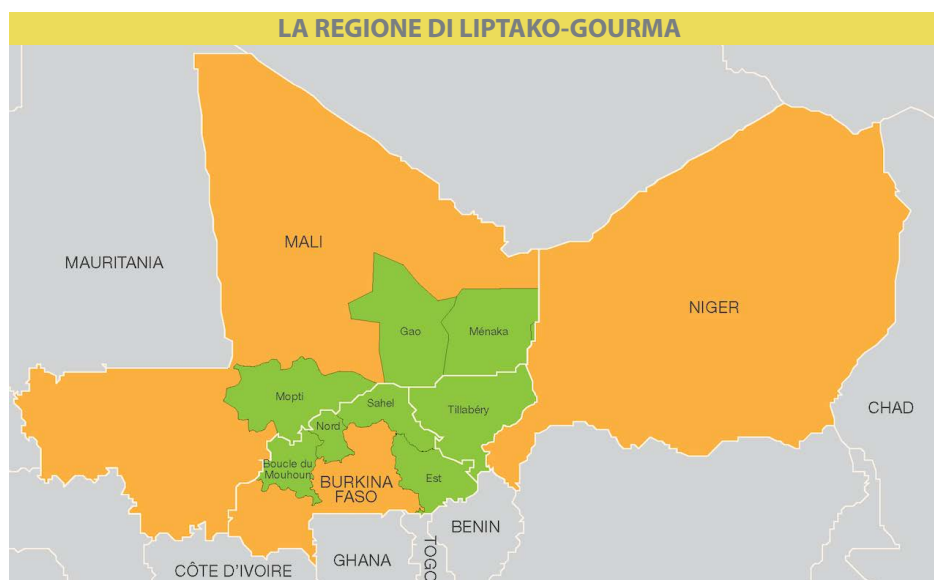 LA REGIONE DI LIPTAKO-GOURMA
MALI
MAURITANIA
NIGER
Gao
Ménaka
Mopti
Sahel
Tillabéry
CHAD
Nord
Boucle du
Mouhoun
Est
BURKINA
FASO
BENIN
GHANA
TOGO
CÔTE D'IVOIRE